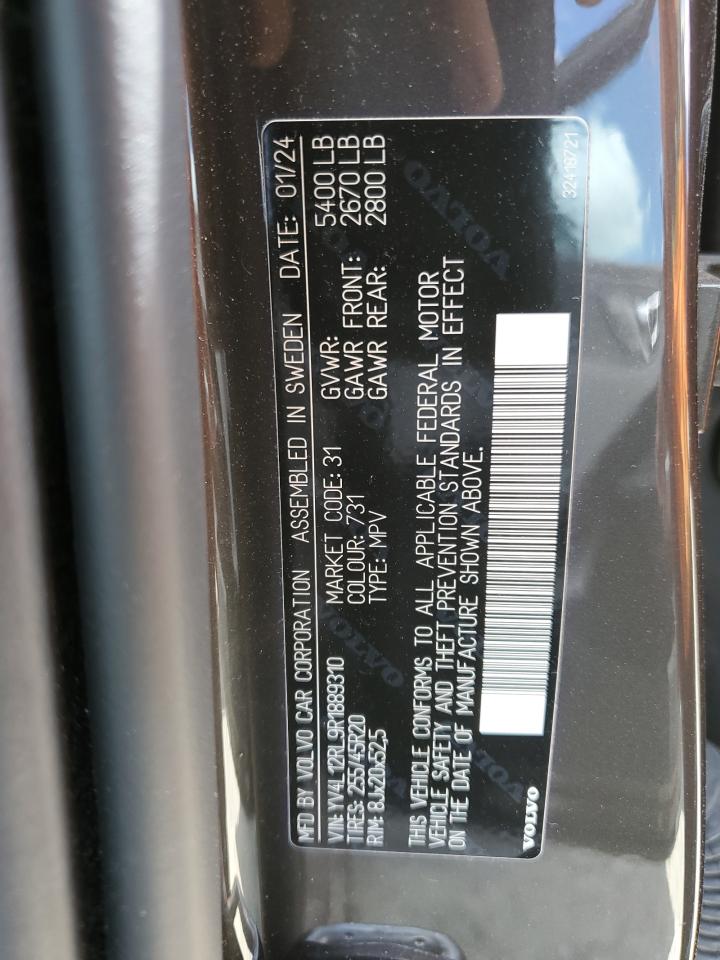 MFD BY VOLVO CAR CORPORATION ASSEMBLED IN SWEDEN DATE: 01/24
VIN: YV4L12RL9R1889310 MARKET CODE: 31 GVWR: 5400 LB
TIRES: 255/45R20 COLOUR: 731 GAWR FRONT: 2670 LB
RIM: 8Jx20x52,5 TYPE: MPV GAWR REAR: 2800 LB
THIS VEHICLE CONFORMS TO ALL APPLICABLE FEDERAL MOTOR
VEHICLE SAFETY AND THEFT PREVENTION STANDARDS IN EFFECT
ON THE DATE OF MANUFACTURE SHOWN ABOVE.
VOLVO 32419721